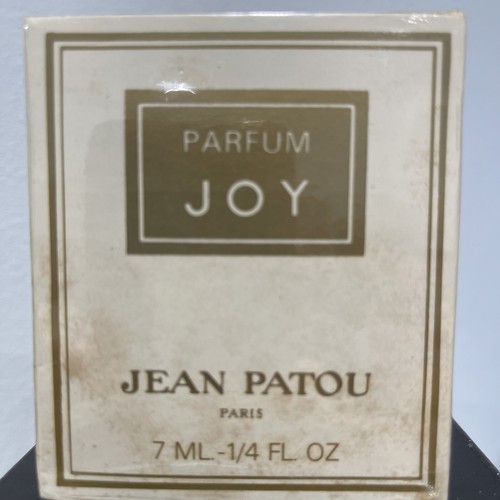 PARFUM
JOY
JEAN PATOU
PARIS
7 ML.-1/4 FL. OZ